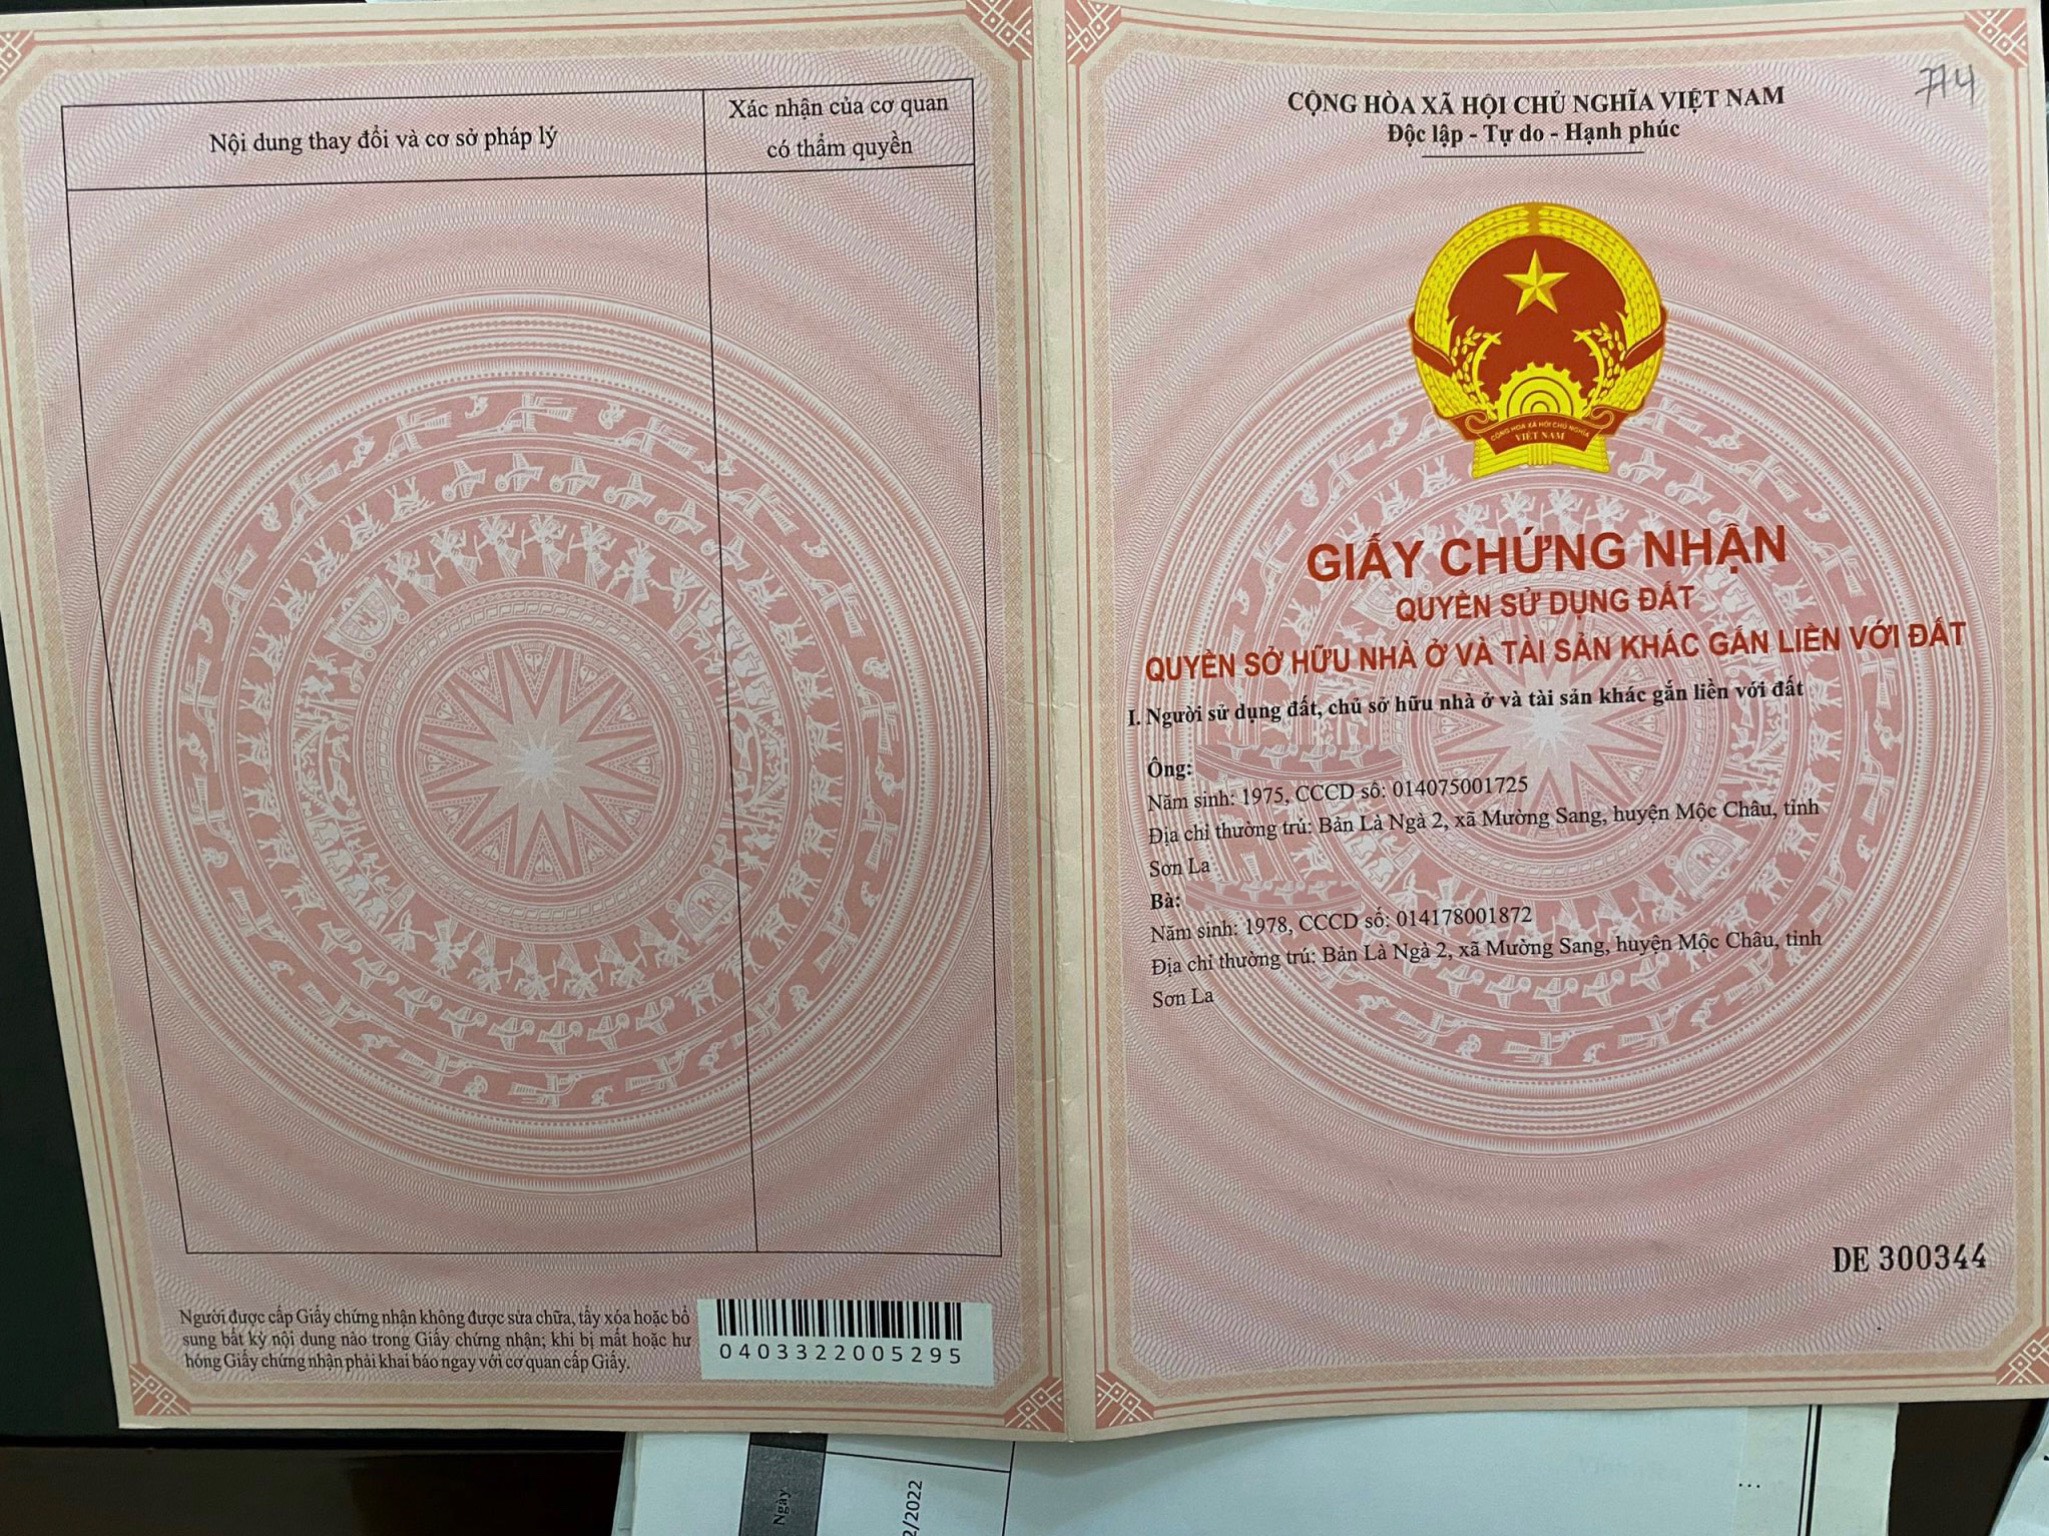 Nội dung thay đổi và cơ sở pháp lý
Xác nhận của cơ quan
có thẩm quyền
Người được cấp Giấy chứng nhận không được sửa chữa, tẩy xóa hoặc bổ
sung bất kỳ nội dung nào trong Giấy chứng nhận; khi bị mất hoặc hư
hỏng Giấy chứng nhận phải khai báo ngay với cơ quan cấp Giấy.
0403322005295
774
CỘNG HÒA XÃ HỘI CHỦ NGHĨA VIỆT NAM
Độc lập - Tự do - Hạnh phúc
CỘNG HOA XÃ HỘI CHỦ NGHĨA
VIỆT NAM
GIẤY CHỨNG NHẬN
QUYỀN SỬ DỤNG ĐẤT
QUYỀN SỞ HỮU NHÀ Ở VÀ TÀI SẢN KHÁC GẮN LIỀN VỚI ĐẤT
I. Người sử dụng đất, chủ sở hữu nhà ở và tài sản khác gắn liền với đất
Ông:
Năm sinh: 1975, CCCD số: 014075001725
Địa chỉ thường trú: Bản Là Ngà 2, xã Mường Sang, huyện Mộc Châu, tỉnh
Sơn La
Bà:
Năm sinh: 1978, CCCD số: 014178001872
Địa chỉ thường trú: Bản Là Ngà 2, xã Mường Sang, huyện Mộc Châu, tỉnh
Sơn La
DE 300344
Ngày
2/2022
...